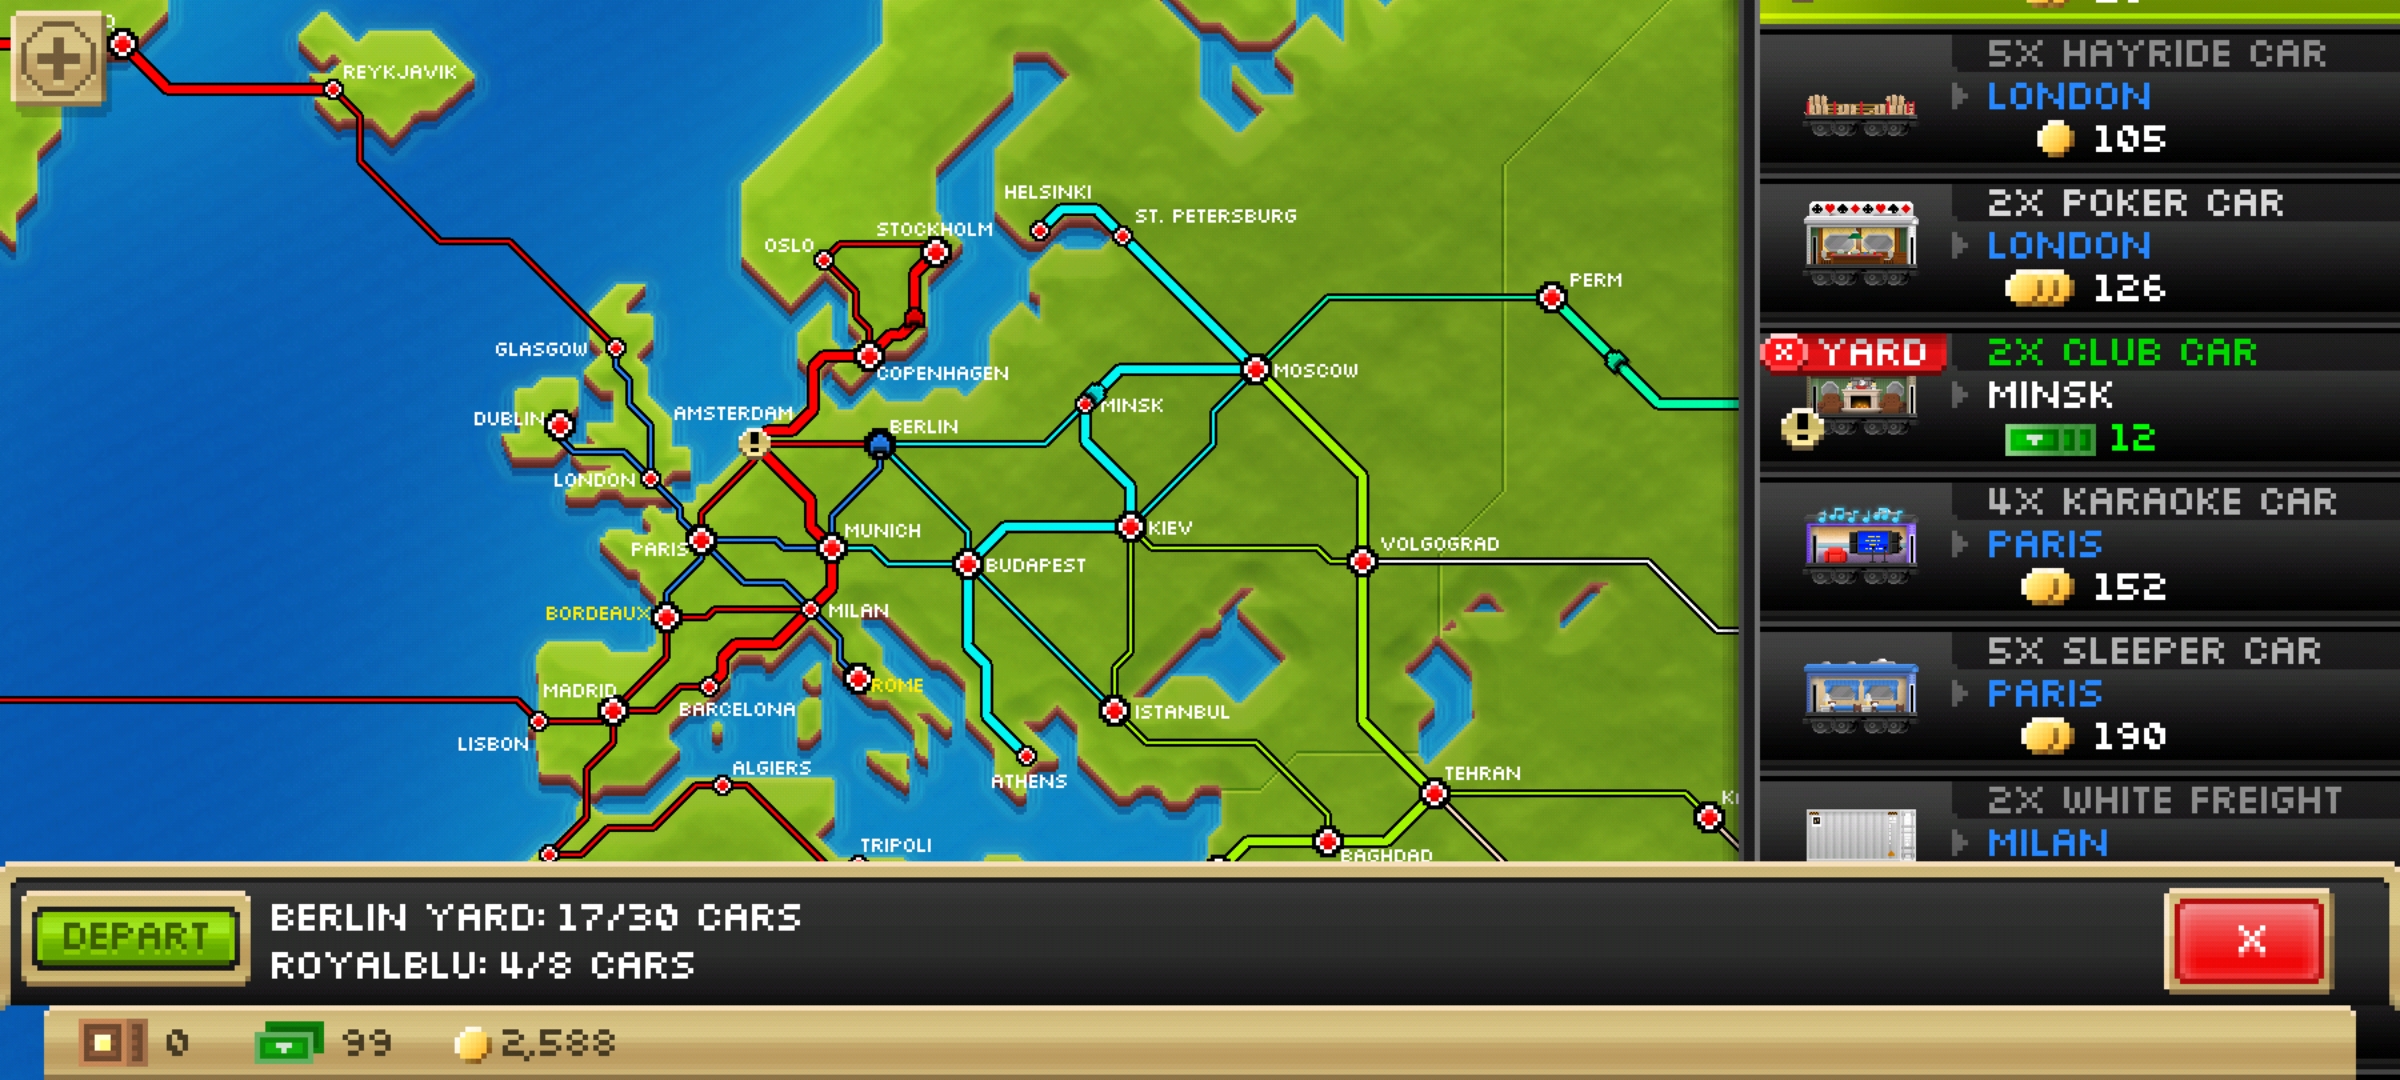 REYKJAVIK
HELSINKI
ST. PETERSBURG
STOCKHOLM
OSLO
PERM
GLASGOW
COPENHAGEN
MOSCOW
MINSK
DUBLIN
AMSTERDAM
BERLIN
LONDON
MUNICH
KIEV
PARIS
BUDAPEST
VOLGOGRAD
BORDEAUX
MILAN
MADRID
ROME
BARCELONA
ISTANBUL
LISBON
ALGIERS
ATHENS
TEHRAN
TRIPOLI
BAGHDAD
5X HAYRIDE CAR
LONDON
105
2X POKER CAR
LONDON
126
YARD
2X CLUB CAR
MINSK
12
4X KARAOKE CAR
PARIS
152
5X SLEEPER CAR
PARIS
190
2X WHITE FREIGHT
MILAN
DEPART
BERLIN YARD: 17/30 CARS
ROYALBLU: 4/8 CARS
X
0
99
2,588